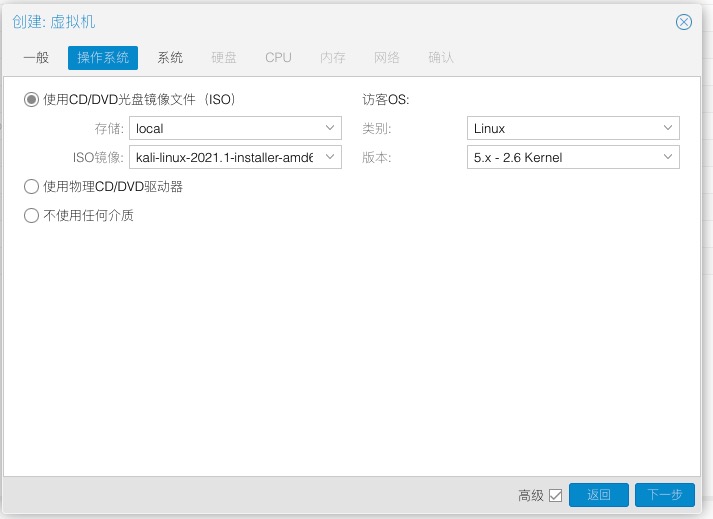 创建: 虚拟机
一般 操作系统 系统 硬盘 CPU 内存 网络 确认
使用CD/DVD光盘镜像文件（ISO） 访客OS:
存储: local 类别: Linux
ISO镜像: kali-linux-2021.1-installer-amd6 版本: 5.x - 2.6 Kernel
使用物理CD/DVD驱动器
不使用任何介质
高级 返回 下一步